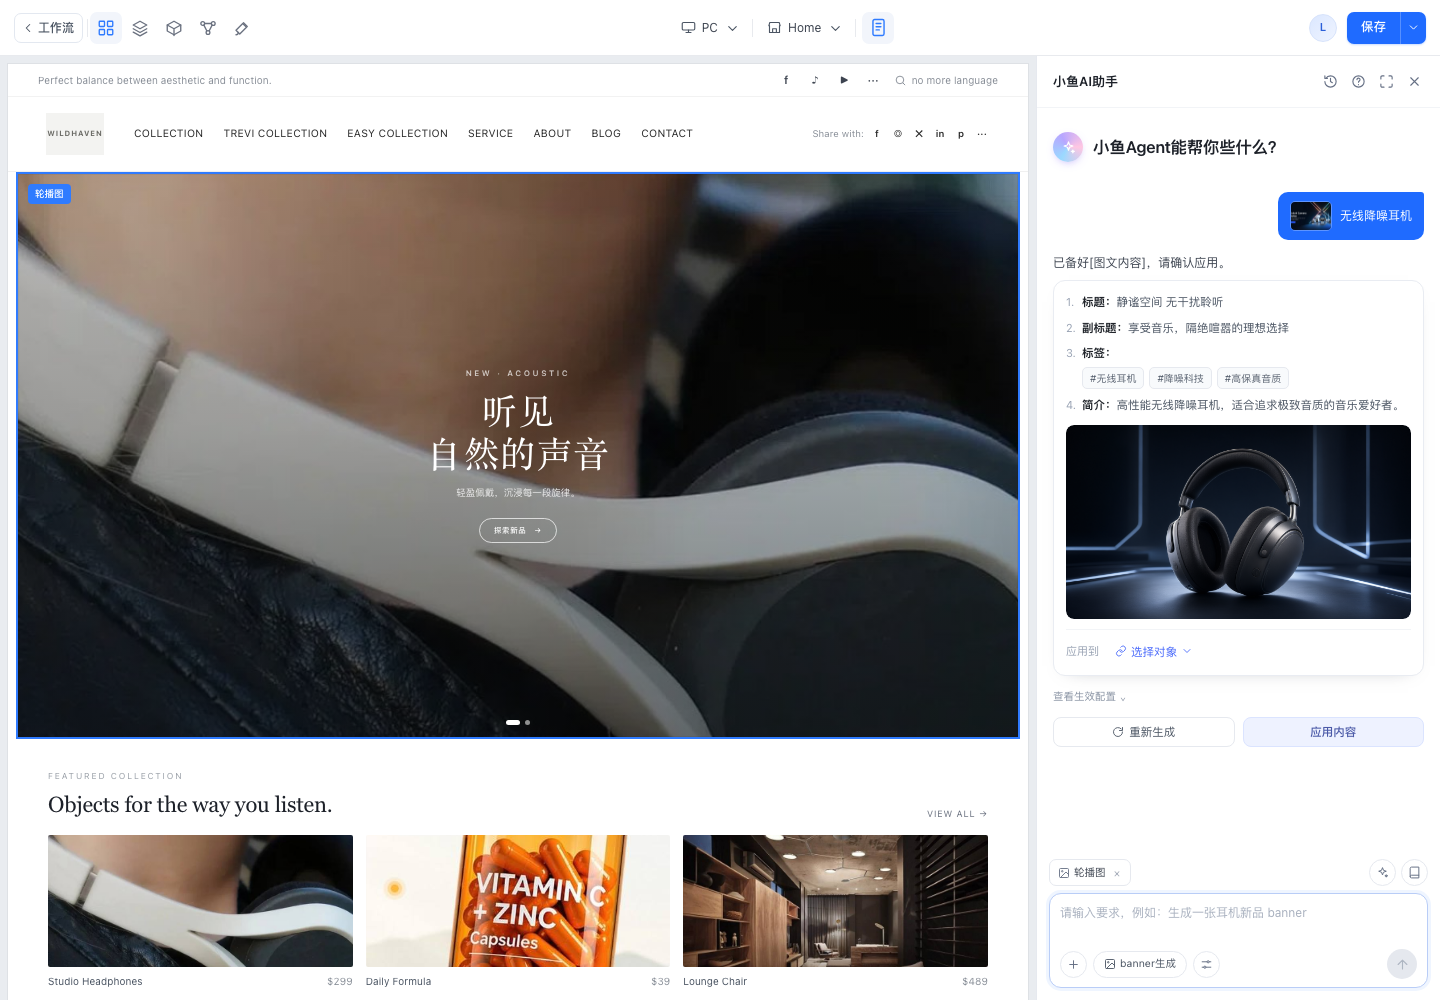 工作流
PC
Home
L
保存
Perfect balance between aesthetic and function.
no more language
WILDHAVEN
COLLECTION TREVI COLLECTION EASY COLLECTION SERVICE ABOUT BLOG CONTACT
Share with:
轮播图
NEW · ACOUSTIC
听见
自然的声音
轻盈佩戴，沉浸每一段旋律。
探索新品 →
FEATURED COLLECTION
Objects for the way you listen.
VIEW ALL →
VITAMIN C
+ ZINC
Capsules
Studio Headphones $299
Daily Formula $39
Lounge Chair $489
小鱼AI助手
小鱼Agent能帮你些什么?
无线降噪耳机
已备好[图文内容]，请确认应用。
1. 标题：静谧空间 无干扰聆听
2. 副标题：享受音乐，隔绝喧嚣的理想选择
3. 标签：
#无线耳机 #降噪科技 #高保真音质
4. 简介：高性能无线降噪耳机，适合追求极致音质的音乐爱好者。
应用到 选择对象
查看生效配置
重新生成
应用内容
轮播图 ×
请输入要求，例如：生成一张耳机新品 banner
banner生成